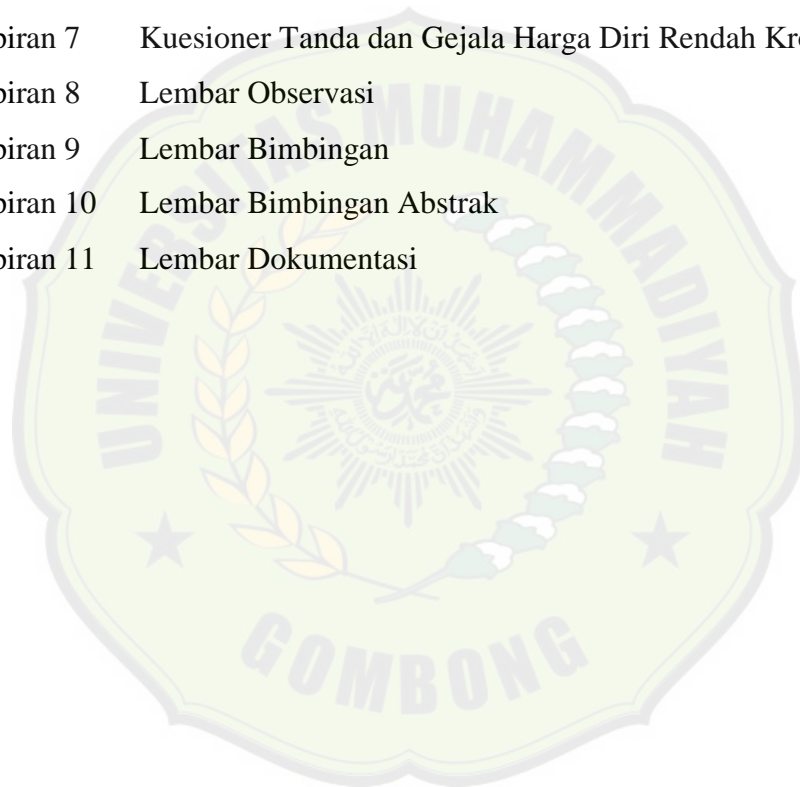 piran 7 Kuesioner Tanda dan Gejala Harga Diri Rendah Kr
piran 8 Lembar Observasi
piran 9 Lembar Bimbingan
piran 10 Lembar Bimbingan Abstrak
piran 11 Lembar Dokumentasi
UNIVERSITAS MUHAMMADIYAH
GOMBONG